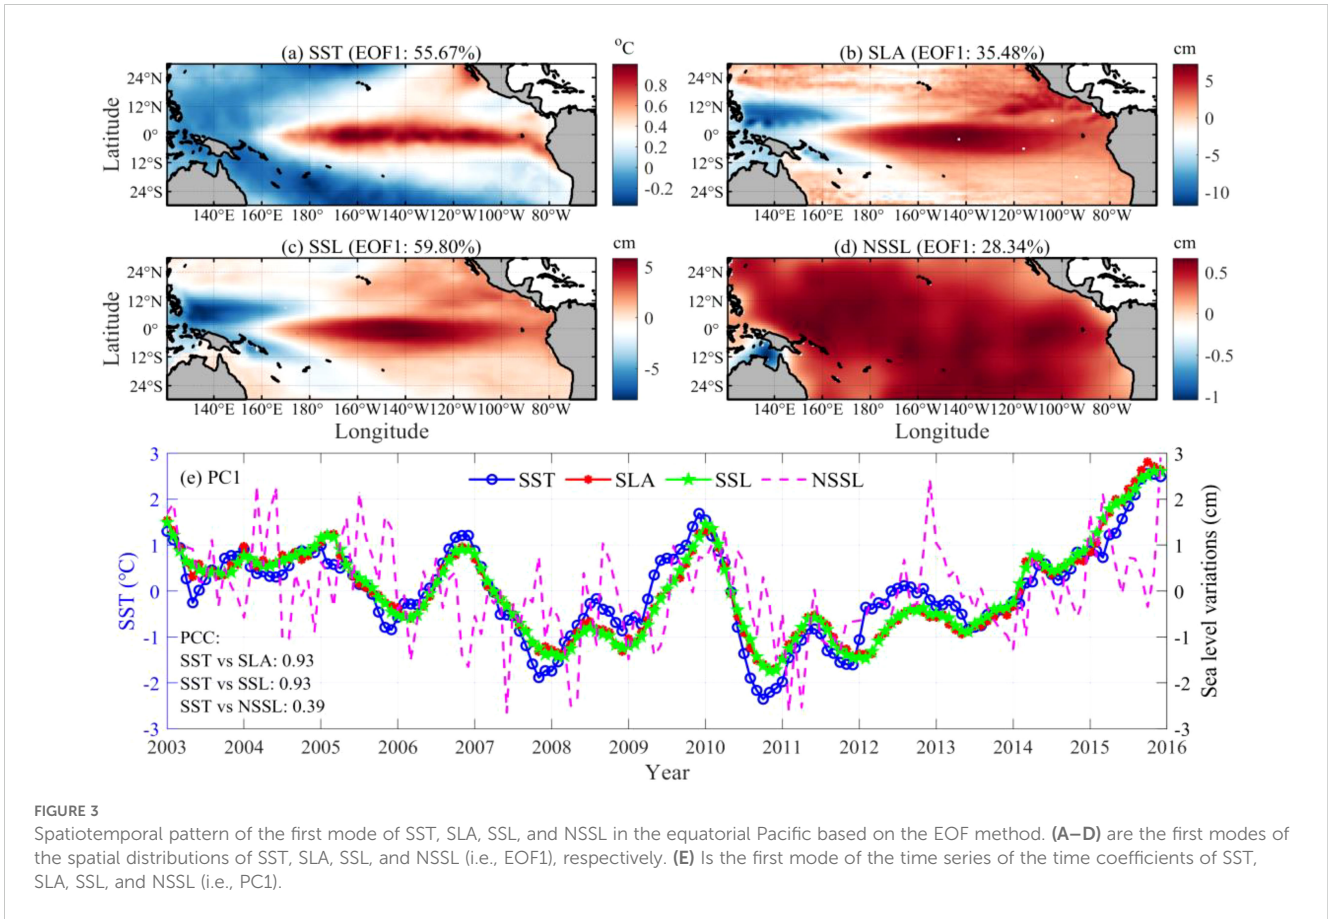 (a) SST (EOF1: 55.67%)
°C
(b) SLA (EOF1: 35.48%)
cm
Latitude
24°N
12°N
0°
12°S
24°S
0.8
0.6
0.4
0.2
0
-0.2
24°N
12°N
0°
12°S
24°S
5
0
-5
-10
140°E 160°E 180° 160°W 140°W 120°W 100°W 80°W
140°E 160°E 180° 160°W 140°W 120°W 100°W 80°W
(c) SSL (EOF1: 59.80%)
cm
(d) NSSL (EOF1: 28.34%)
cm
Latitude
24°N
12°N
0°
12°S
24°S
5
0
-5
24°N
12°N
0°
12°S
24°S
0.5
0
-0.5
-1
140°E 160°E 180° 160°W 140°W 120°W 100°W 80°W
140°E 160°E 180° 160°W 140°W 120°W 100°W 80°W
Longitude
Longitude
(e) PC1
SST SLA SSL NSSL
SST (°C)
3
2
1
0
-1
-2
-3
PCC:
SST vs SLA: 0.93
SST vs SSL: 0.93
SST vs NSSL: 0.39
3
2
1
0
-1
-2
-3
Sea level variations (cm)
2003 2004 2005 2006 2007 2008 2009 2010 2011 2012 2013 2014 2015 2016
Year
FIGURE 3
Spatiotemporal pattern of the first mode of SST, SLA, SSL, and NSSL in the equatorial Pacific based on the EOF method. (A–D) are the first modes of
the spatial distributions of SST, SLA, SSL, and NSSL (i.e., EOF1), respectively. (E) Is the first mode of the time series of the time coefficients of SST,
SLA, SSL, and NSSL (i.e., PC1).